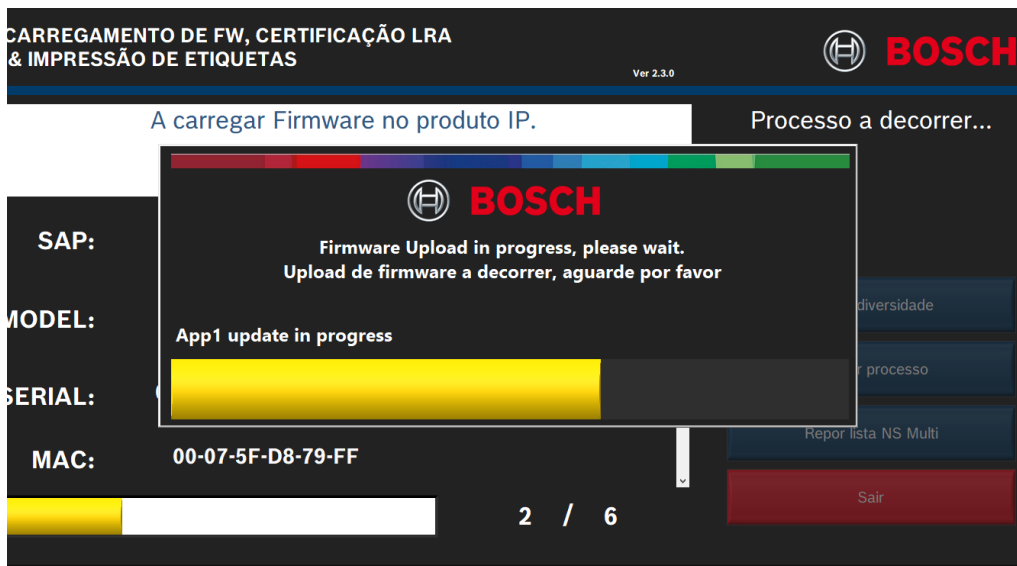 CARREGAMENTO DE FW, CERTIFICAÇÃO LRA
& IMPRESSÃO DE ETIQUETAS
Ver 2.3.0
BOSCH
A carregar Firmware no produto IP.
Processo a decorrer...
BOSCH
Firmware Upload in progress, please wait.
Upload de firmware a decorrer, aguarde por favor
App1 update in progress
SAP:
MODEL:
SERIAL:
MAC:
00-07-5F-D8-79-FF
diversidade
processo
Repor lista NS Multi
Sair
2 / 6